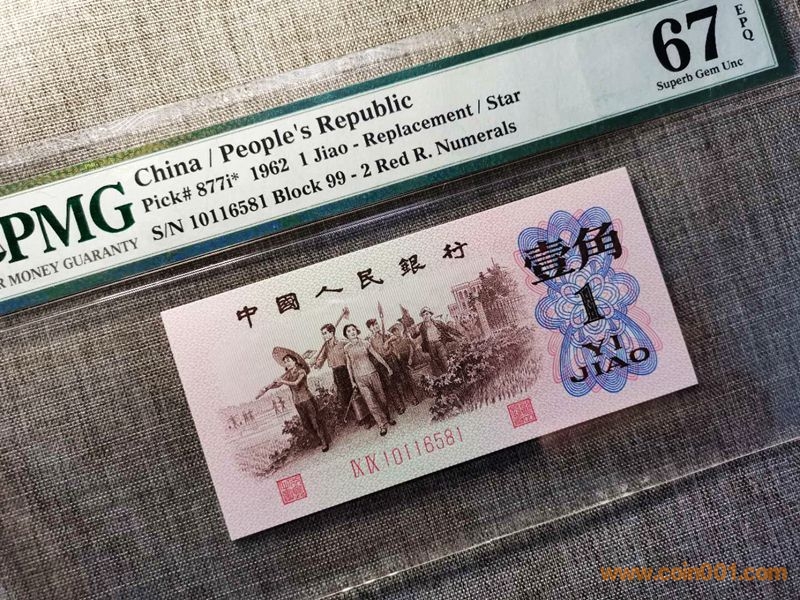 67
EPQ
Superb Gem Unc
China / People's Republic
Pick# 877i* 1962 1 Jiao - Replacement / Star
S/N 10116581 Block 99 - 2 Red R. Numerals
PMG
MONEY GUARANTY
中國人民銀行
壹角
1
YI
JIAO
IX IX 10116581
www.coin001.com